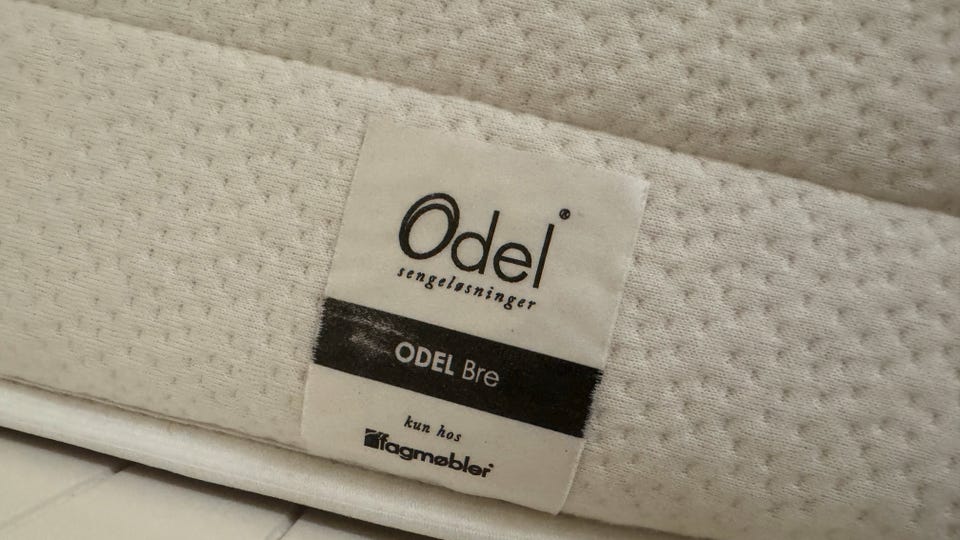 Odel®
sengeløsninger
ODEL Bre
kun hos
fagmøbler®